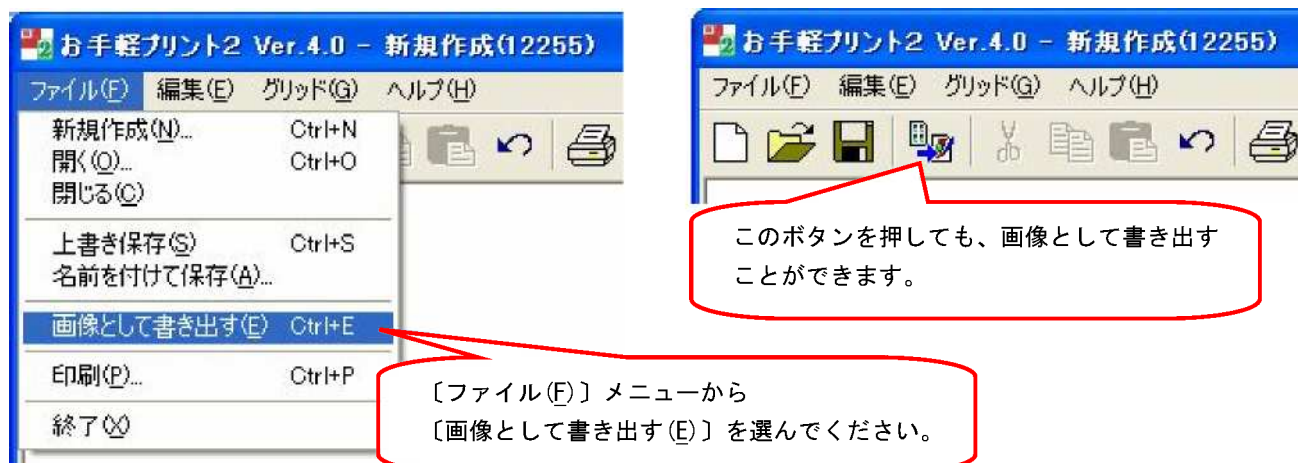 お手軽プリント2 Ver.4.0 - 新規作成(12255)
ファイル(F) 編集(E) グリッド(G) ヘルプ(H)
新規作成(N)... Ctrl+N
開く(O)... Ctrl+O
閉じる(C)
上書き保存(S) Ctrl+S
名前を付けて保存(A)...
画像として書き出す(E) Ctrl+E
印刷(P)... Ctrl+P
終了(X)
〔ファイル(F)〕メニューから
〔画像として書き出す(E)〕を選んでください。
お手軽プリント2 Ver.4.0 - 新規作成(12255)
ファイル(F) 編集(E) グリッド(G) ヘルプ(H)
このボタンを押しても、画像として書き出す
ことができます。